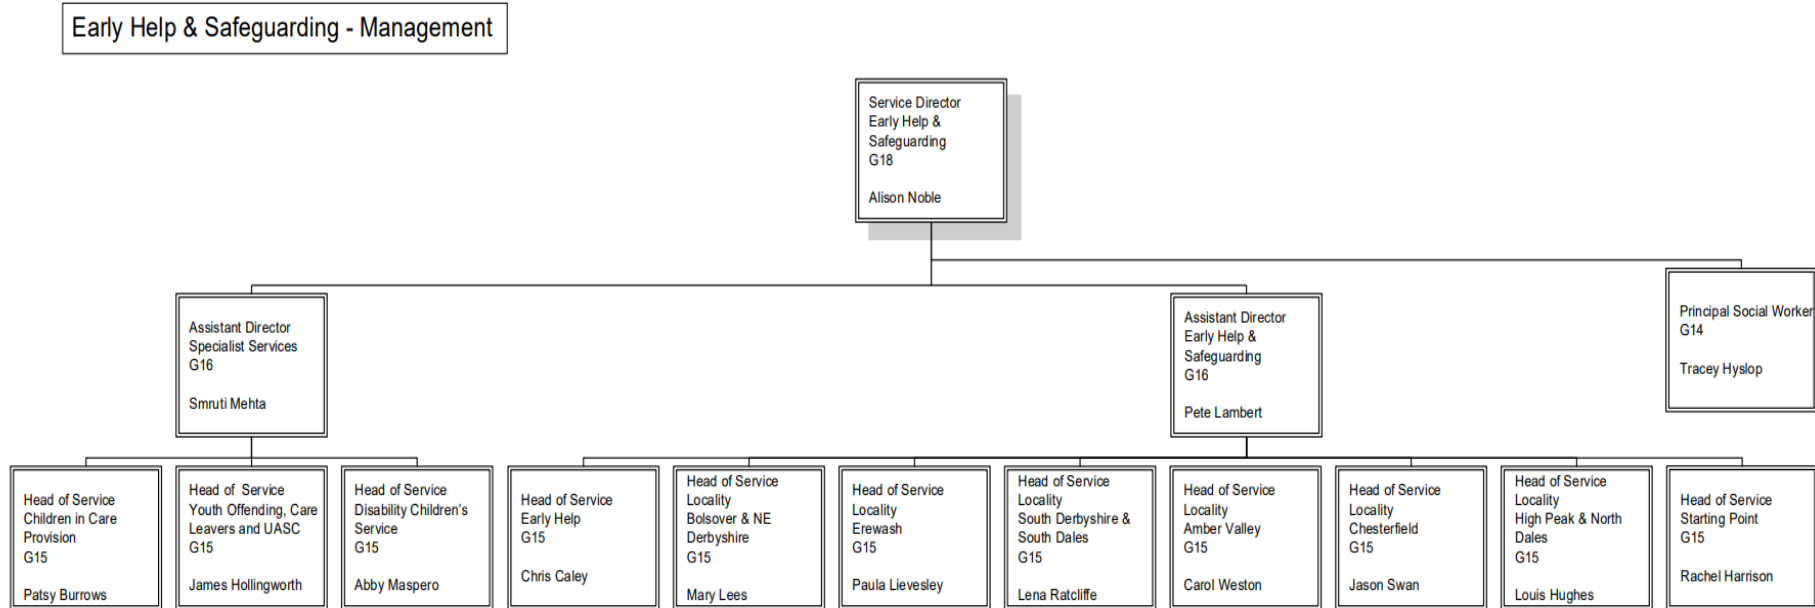 Early Help & Safeguarding - Management
Service Director
Early Help &
Safeguarding
G18
Alison Noble
Assistant Director
Specialist Services
G16
Smruti Mehta
Assistant Director
Early Help &
Safeguarding
G16
Pete Lambert
Principal Social Worker
G14
Tracey Hyslop
Head of Service
Children in Care
Provision
G15
Patsy Burrows
Head of Service
Youth Offending, Care
Leavers and UASC
G15
James Hollingworth
Head of Service
Disability Children's
Service
G15
Abby Maspero
Head of Service
Early Help
G15
Chris Caley
Head of Service
Locality
Bolsover & NE
Derbyshire
G15
Mary Lees
Head of Service
Locality
Erewash
G15
Paula Lievesley
Head of Service
Locality
South Derbyshire &
South Dales
G15
Lena Ratcliffe
Head of Service
Locality
Amber Valley
G15
Carol Weston
Head of Service
Locality
Chesterfield
G15
Jason Swan
Head of Service
Locality
High Peak & North
Dales
G15
Louis Hughes
Head of Service
Starting Point
G15
Rachel Harrison